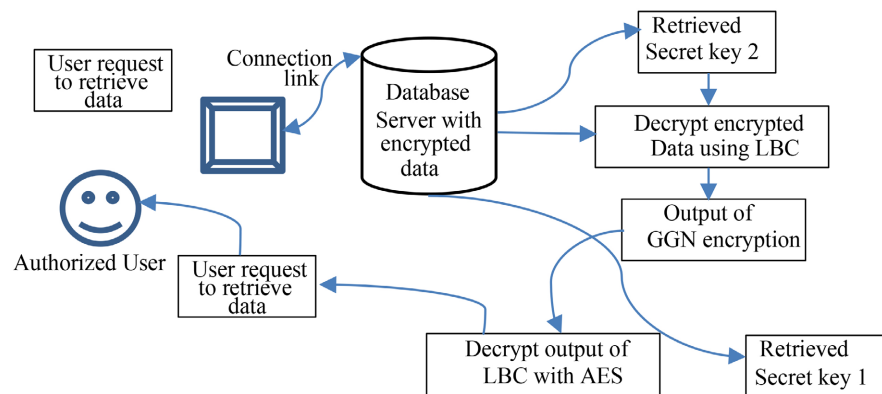 User request
to retrieve
data
Connection
link
Database
Server with
encrypted
data
Retrieved
Secret key 2
Decrypt encrypted
Data using LBC
Output of
GGN encryption
Authorized User
User request
to retrieve
data
Decrypt output of
LBC with AES
Retrieved
Secret key 1